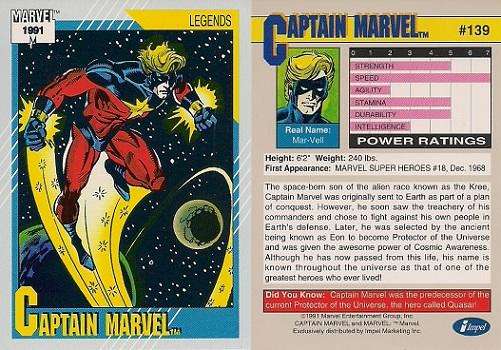 MARVEL
1991
M
LEGENDS
CAPTAIN MARVEL™
CAPTAIN MARVEL™
#139
0 1 2 3 4 5 6 7
STRENGTH
SPEED
AGILITY
STAMINA
DURABILITY
INTELLIGENCE
POWER RATINGS
Real Name:
Mar-Vell
Height: 6'2" Weight: 240 lbs.
First Appearance: MARVEL SUPER HEROES #18, Dec. 1968
The space-born son of the alien race known as the Kree,
Captain Marvel was originally sent to Earth as part of a plan
of conquest. However, he soon saw the treachery of his
commanders and chose to fight against his own people in
Earth's defense. Later, he was selected by the ancient
being known as Eon to become Protector of the Universe
and was given the awesome power of Cosmic Awareness.
Although he has now passed from this life, his name is
known throughout the universe as that of one of the
greatest heroes who ever lived!
Did You Know: Captain Marvel was the predecessor of the
current Protector of the Universe, the hero called Quasar!
©1991 Marvel Entertainment Group, Inc.
CAPTAIN MARVEL and MARVEL: ™ Marvel.
Exclusively distributed by Impel Marketing Inc.
Impel